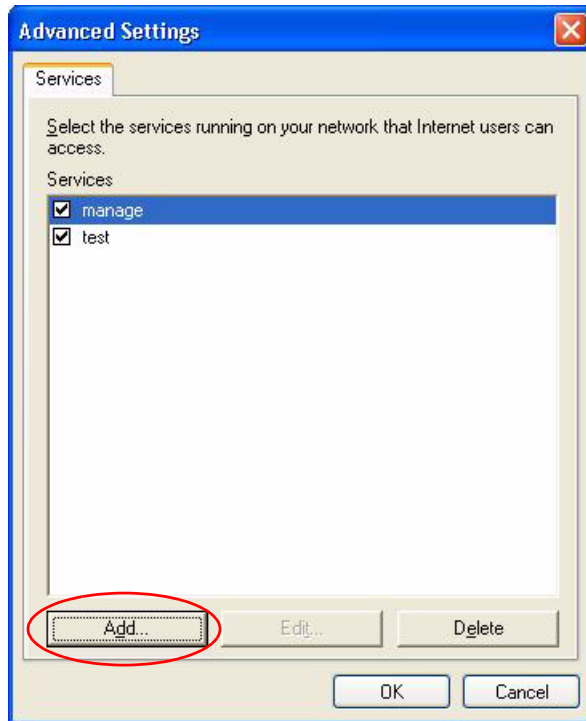 Advanced Settings
Services
Select the services running on your network that Internet users can
access.
Services
manage
test
Add...
Edit...
Delete
OK
Cancel